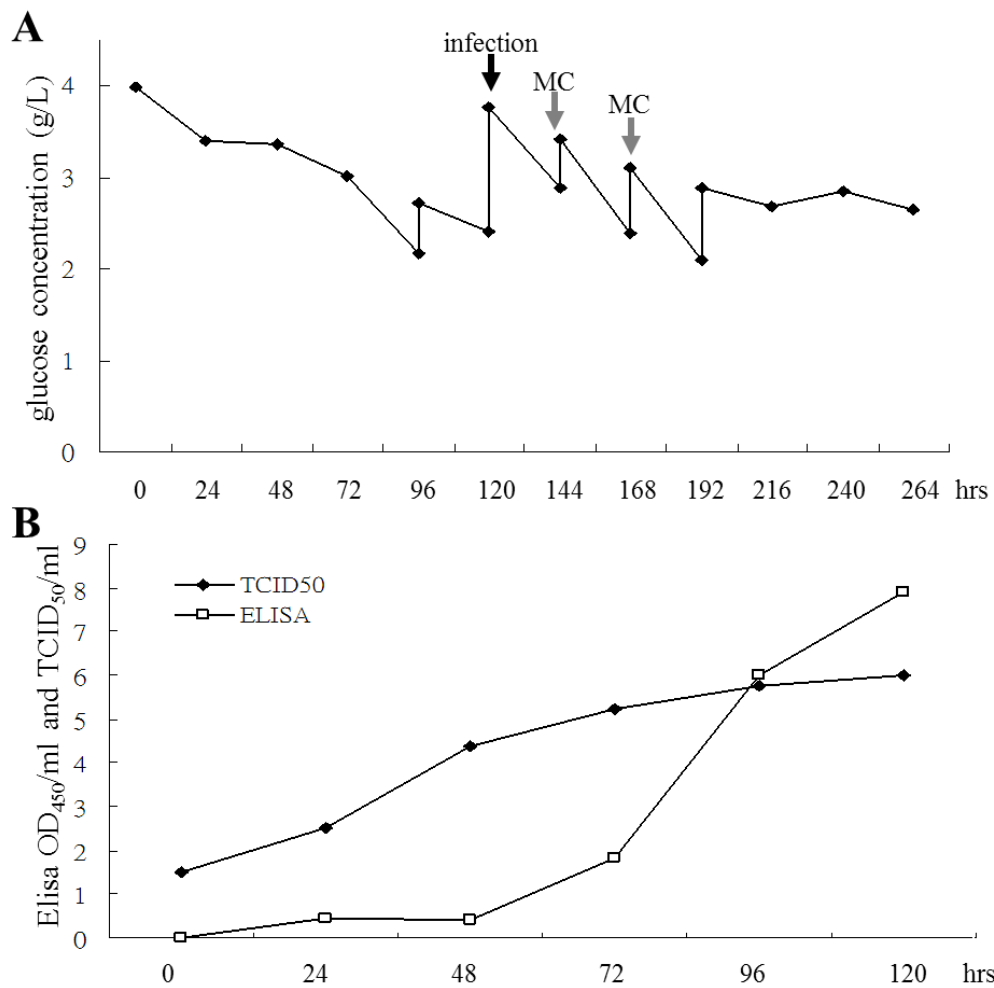 A
infection
MC
MC
glucose concentration (g/L)
4
3
2
1
0
0 24 48 72 96 120 144 168 192 216 240 264 hrs
B
Elisa OD450/ml and TCID50/ml
9
8
7
6
5
4
3
2
1
0
TCID50
ELISA
0 24 48 72 96 120 hrs